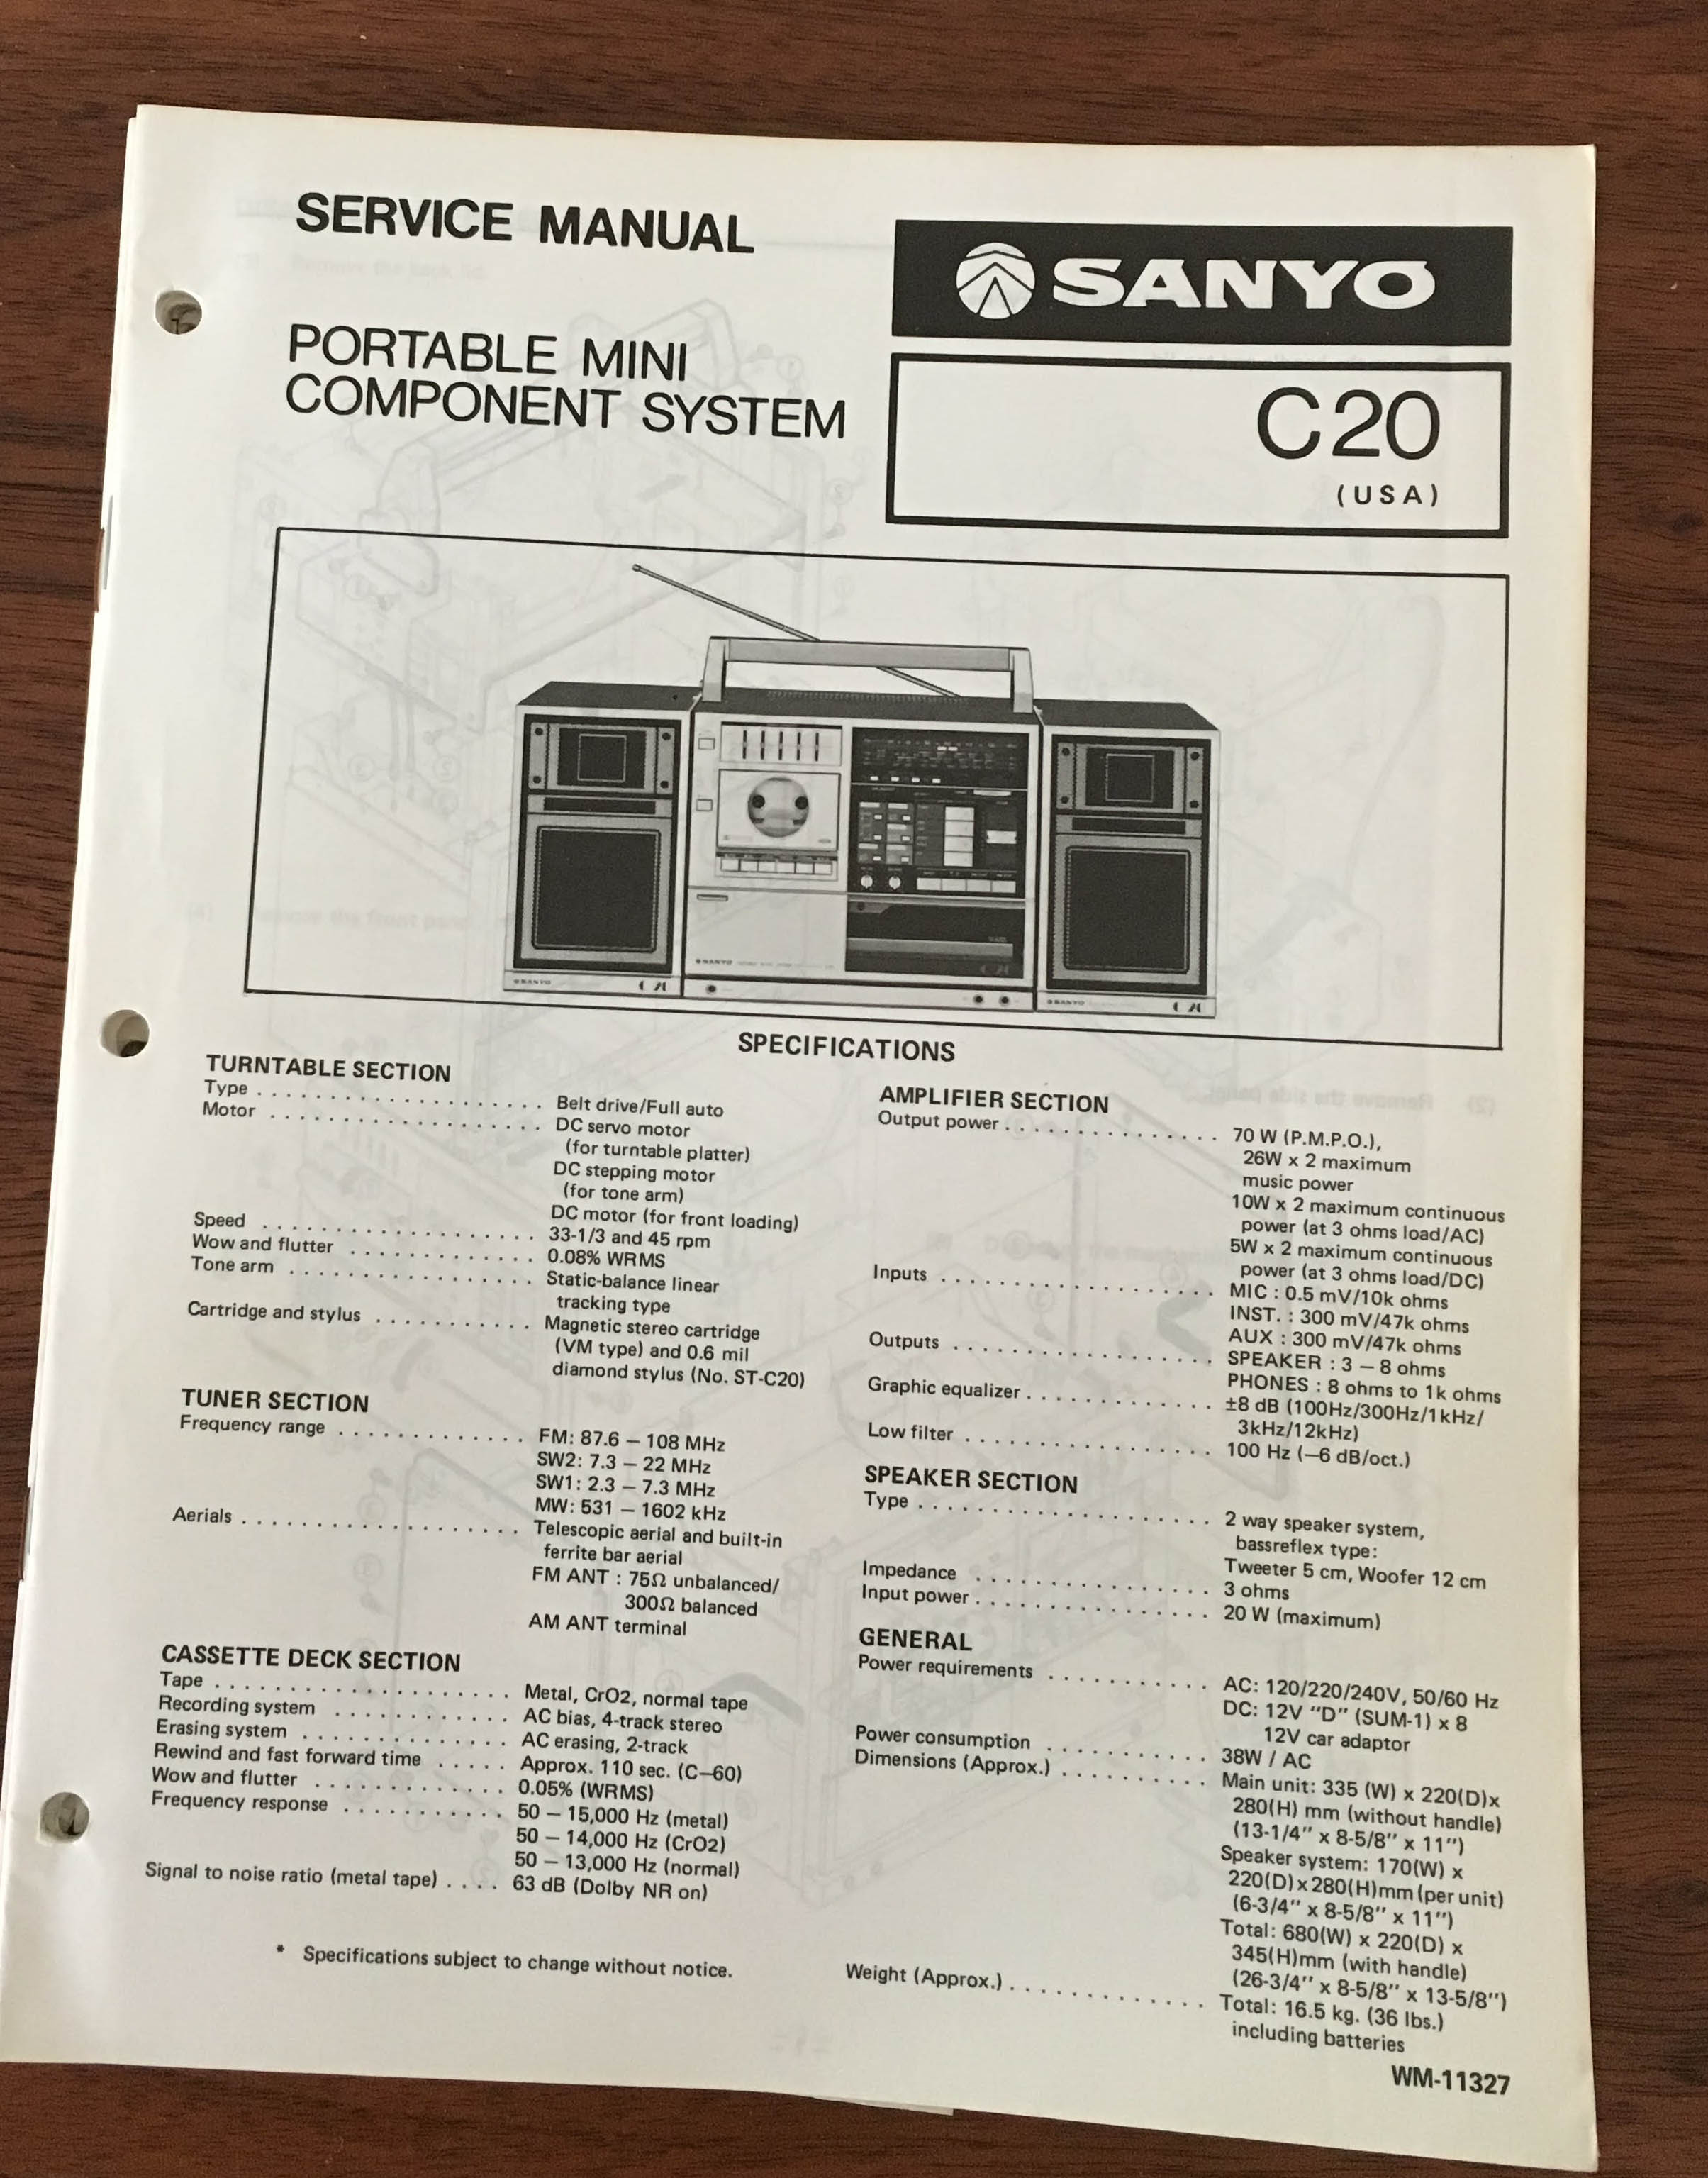 SERVICE MANUAL
SANYO
PORTABLE MINI
COMPONENT SYSTEM
C20
(USA)
SANYO
SANYO
SANYO
SPECIFICATIONS
TURNTABLE SECTION
Type . . . . . . . . . . . . . . . . . . . . Belt drive/Full auto
Motor . . . . . . . . . . . . . . . . . . . DC servo motor
(for turntable platter)
DC stepping motor
(for tone arm)
DC motor (for front loading)
Speed . . . . . . . . . . . . . . . . . . . 33-1/3 and 45 rpm
Wow and flutter . . . . . . . . . . . . . 0.08% WRMS
Tone arm . . . . . . . . . . . . . . . . . Static-balance linear
tracking type
Cartridge and stylus . . . . . . . . . . . Magnetic stereo cartridge
(VM type) and 0.6 mil
diamond stylus (No. ST-C20)
TUNER SECTION
Frequency range . . . . . . . . . . . . . FM: 87.6 – 108 MHz
SW2: 7.3 – 22 MHz
SW1: 2.3 – 7.3 MHz
MW: 531 – 1602 kHz
Aerials . . . . . . . . . . . . . . . . . . . Telescopic aerial and built-in
ferrite bar aerial
FM ANT : 75Ω unbalanced/
300Ω balanced
AM ANT terminal
CASSETTE DECK SECTION
Tape . . . . . . . . . . . . . . . . . . . . Metal, CrO2, normal tape
Recording system . . . . . . . . . . . . AC bias, 4-track stereo
Erasing system . . . . . . . . . . . . . . AC erasing, 2-track
Rewind and fast forward time . . . . . Approx. 110 sec. (C–60)
Wow and flutter . . . . . . . . . . . . . 0.05% (WRMS)
Frequency response . . . . . . . . . . . 50 – 15,000 Hz (metal)
50 – 14,000 Hz (CrO2)
50 – 13,000 Hz (normal)
Signal to noise ratio (metal tape) . . . . 63 dB (Dolby NR on)
* Specifications subject to change without notice.
AMPLIFIER SECTION
Output power . . . . . . . . . . . . . . . 70 W (P.M.P.O.),
26W x 2 maximum
music power
10W x 2 maximum continuous
power (at 3 ohms load/AC)
5W x 2 maximum continuous
power (at 3 ohms load/DC)
Inputs . . . . . . . . . . . . . . . . . . . MIC : 0.5 mV/10k ohms
INST. : 300 mV/47k ohms
AUX : 300 mV/47k ohms
Outputs . . . . . . . . . . . . . . . . . . SPEAKER : 3 – 8 ohms
PHONES : 8 ohms to 1k ohms
Graphic equalizer . . . . . . . . . . . . . ±8 dB (100Hz/300Hz/1kHz/
3kHz/12kHz)
Low filter . . . . . . . . . . . . . . . . . 100 Hz (–6 dB/oct.)
SPEAKER SECTION
Type . . . . . . . . . . . . . . . . . . . . 2 way speaker system,
bassreflex type:
Tweeter 5 cm, Woofer 12 cm
Impedance . . . . . . . . . . . . . . . . 3 ohms
Input power . . . . . . . . . . . . . . . . 20 W (maximum)
GENERAL
Power requirements . . . . . . . . . . . AC: 120/220/240V, 50/60 Hz
DC: 12V "D" (SUM-1) x 8
12V car adaptor
Power consumption . . . . . . . . . . . 38W / AC
Dimensions (Approx.) . . . . . . . . . . Main unit: 335 (W) x 220(D)x
280(H) mm (without handle)
(13-1/4" x 8-5/8" x 11")
Speaker system: 170(W) x
220(D)x280(H)mm (per unit)
(6-3/4" x 8-5/8" x 11")
Total: 680(W) x 220(D) x
345(H)mm (with handle)
(26-3/4" x 8-5/8" x 13-5/8")
Weight (Approx.) . . . . . . . . . . . . . Total: 16.5 kg. (36 lbs.)
including batteries
WM-11327